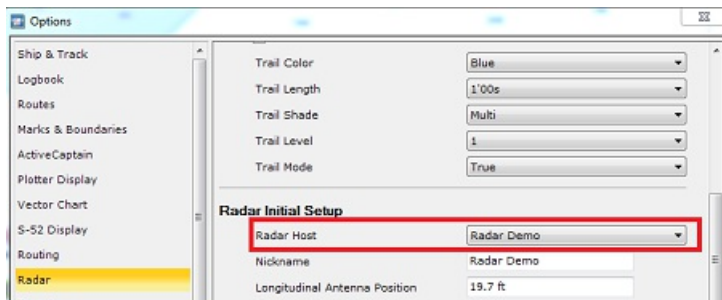 Options
Ship & Track
Logbook
Routes
Marks & Boundaries
ActiveCaptain
Plotter Display
Vector Chart
S-52 Display
Routing
Radar
Trail Color Blue
Trail Length 1'00s
Trail Shade Multi
Trail Level 1
Trail Mode True
Radar Initial Setup
Radar Host Radar Demo
Nickname Radar Demo
Longitudinal Antenna Position 19.7 ft